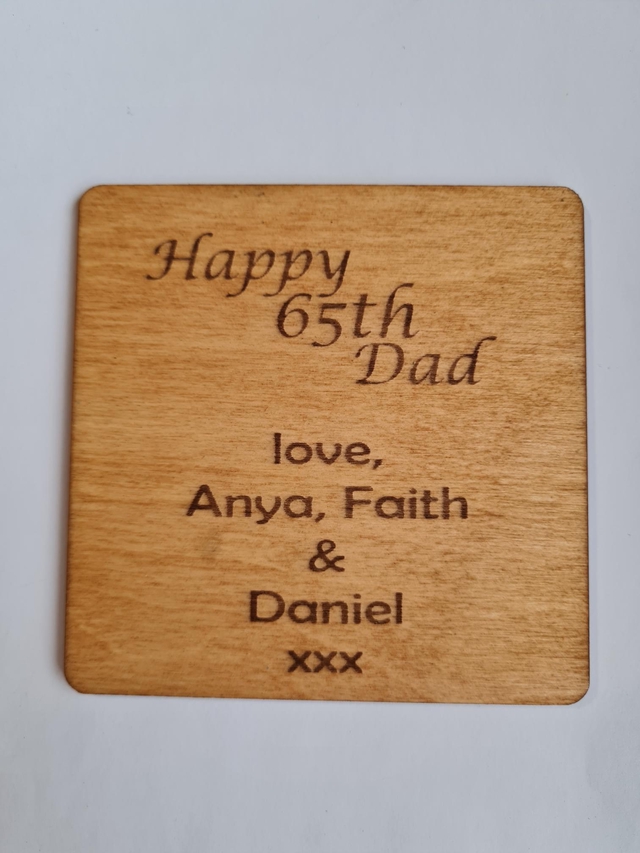 Happy
65th
Dad
love,
Anya, Faith
&
Daniel
xxx